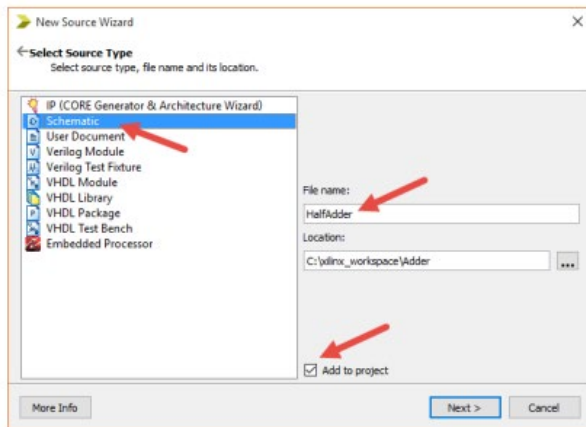 New Source Wizard
Select Source Type
Select source type, file name and its location.
IP (CORE Generator & Architecture Wizard)
Schematic
User Document
Verilog Module
Verilog Test Fixture
VHDL Module
VHDL Library
VHDL Package
VHDL Test Bench
Embedded Processor
File name:
HalfAdder
Location:
C:\xilinx_workspace\Adder
...
Add to project
More Info
Next >
Cancel